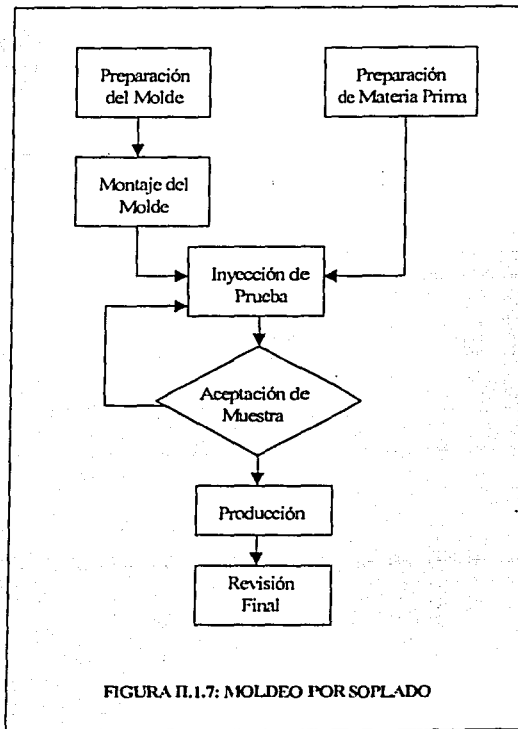 Preparación
del Molde
Preparación
de Materia Prima
Montaje del
Molde
Inyección de
Prueba
Aceptación de
Muestra
Producción
Revisión
Final
FIGURA II.1.7: MOLDEO POR SOPLADO